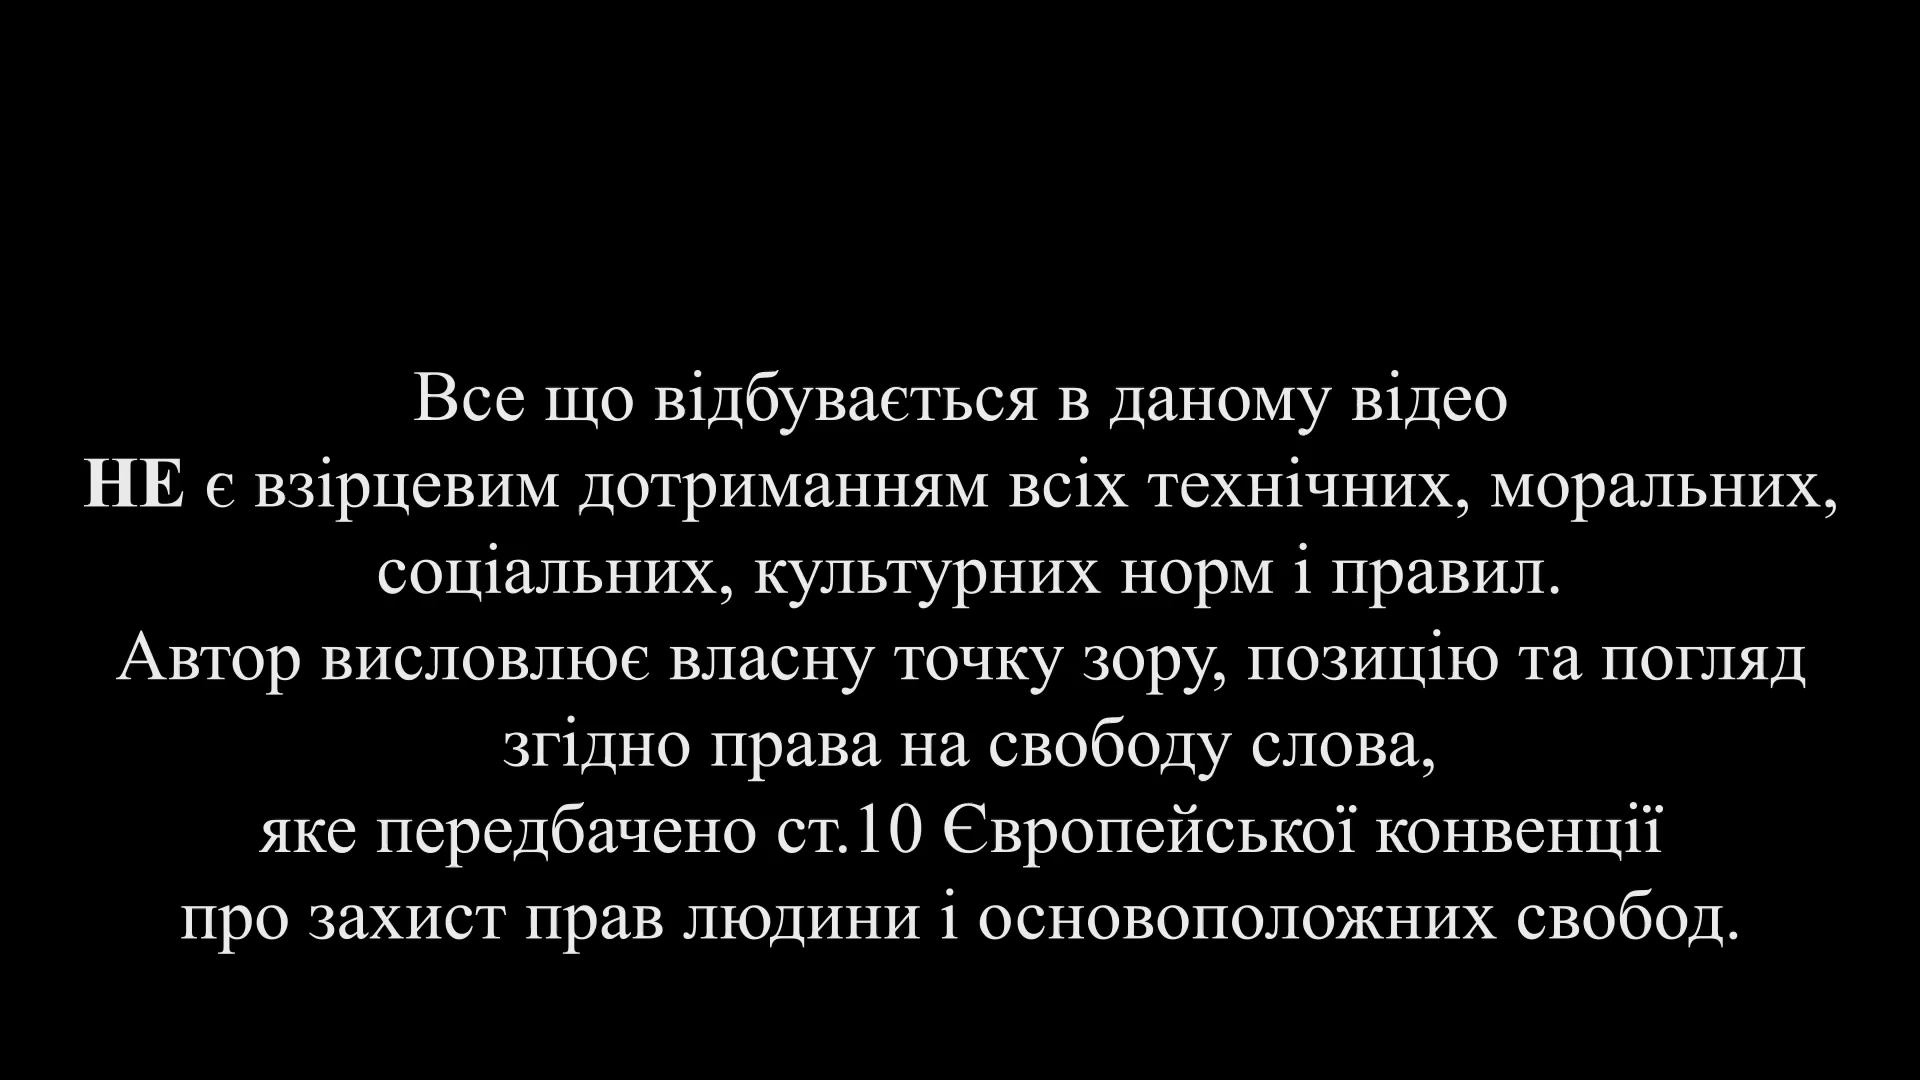 Все що відбувається в даному відео
НЕ є взірцевим дотриманням всіх технічних, моральних,
соціальних, культурних норм і правил.
Автор висловлює власну точку зору, позицію та погляд
згідно права на свободу слова,
яке передбачено ст.10 Європейської конвенції
про захист прав людини і основоположних свобод.